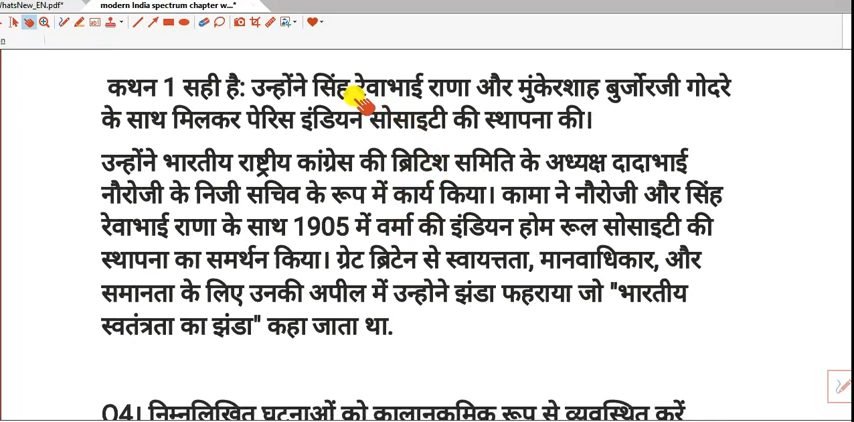 hatsNew_EN.pdf*
modern India spectrum chapter w...*
कथन 1 सही है: उन्होंने सिंह रेवाभाई राणा और मुंकेरशाह बुर्जोरजी गोदरे
के साथ मिलकर पेरिस इंडियन सोसाइटी की स्थापना की।
उन्होंने भारतीय राष्ट्रीय कांग्रेस की ब्रिटिश समिति के अध्यक्ष दादाभाई
नौरोजी के निजी सचिव के रूप में कार्य किया। कामा ने नौरोजी और सिंह
रेवाभाई राणा के साथ 1905 में वर्मा की इंडियन होम रूल सोसाइटी की
स्थापना का समर्थन किया। ग्रेट ब्रिटेन से स्वायत्तता, मानवाधिकार, और
समानता के लिए उनकी अपील में उन्होने झंडा फहराया जो "भारतीय
स्वतंत्रता का झंडा" कहा जाता था.
Q4। निम्नलिखित घटनाओं को कालानुक्रमिक रूप से व्यवस्थित करें